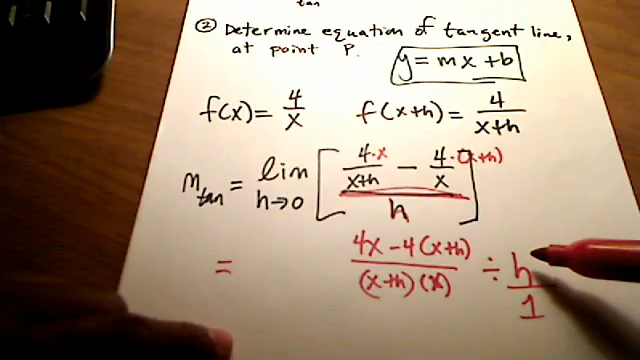 tan
② Determine equation of tangent line,
at point P.
y = mx + b
f(x) = 4/x f(x+h) = 4/(x+h)
m_tan = lim h→0 [ (4·x/(x+h) − 4·(x+h)/x) / h ]
= (4x − 4(x+h)) / ((x+h)(x)) ÷ h/1